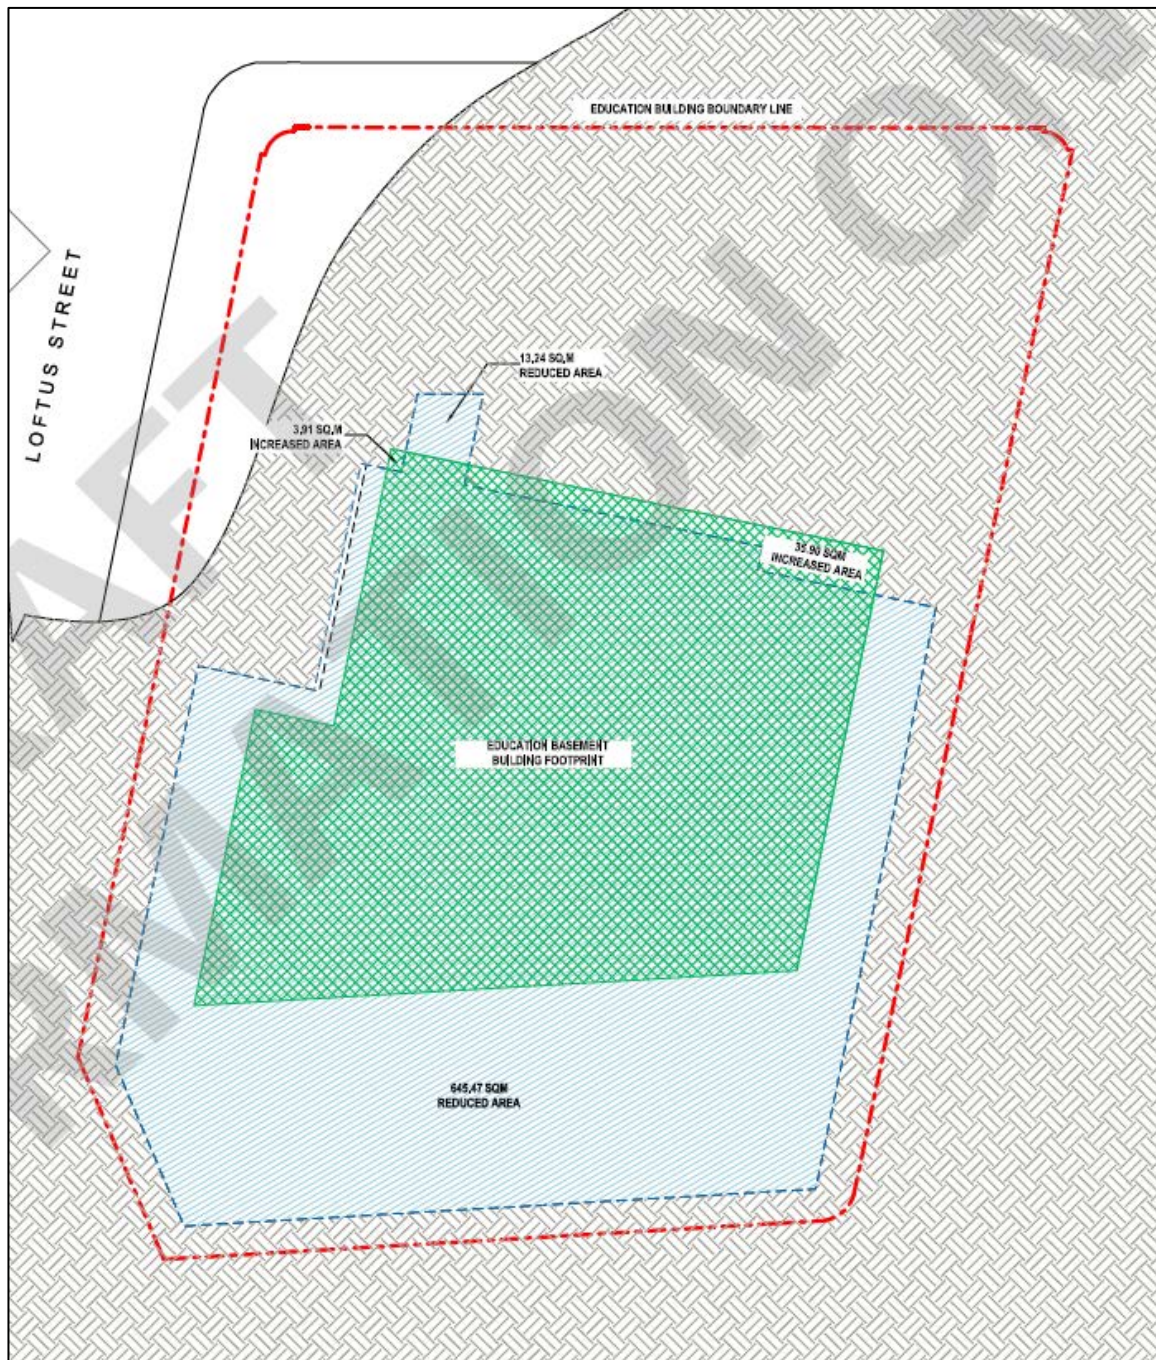 EDUCATION BUILDING BOUNDARY LINE
LOFTUS STREET
13.24 SQ.M
REDUCED AREA
3.91 SQ.M
INCREASED AREA
35.90 SQM
INCREASED AREA
EDUCATION BASEMENT
BUILDING FOOTPRINT
645.47 SQM
REDUCED AREA